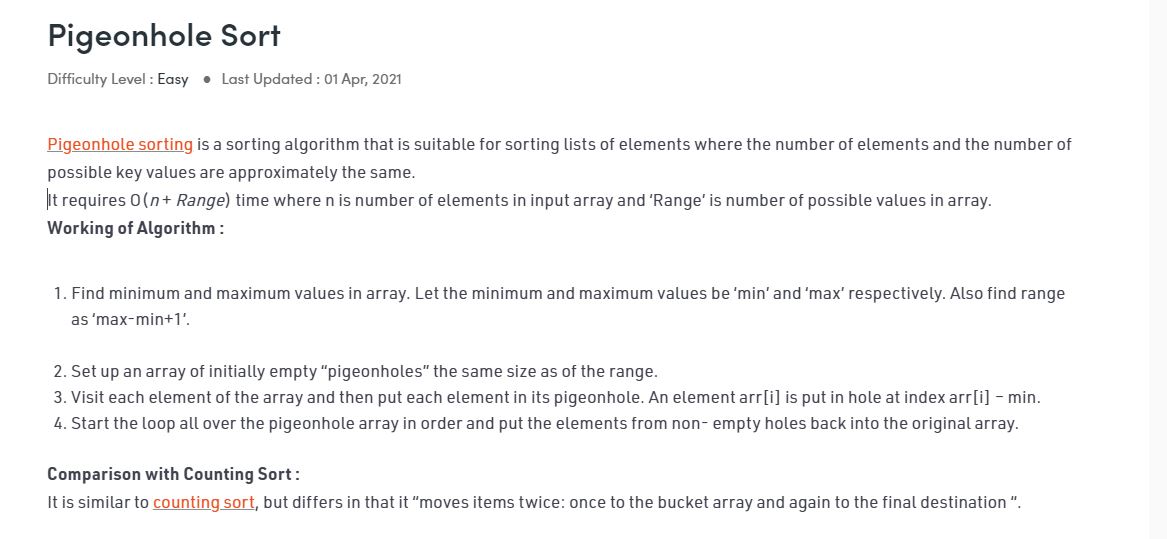 Pigeonhole Sort
Difficulty Level : Easy ● Last Updated : 01 Apr, 2021
Pigeonhole sorting is a sorting algorithm that is suitable for sorting lists of elements where the number of elements and the number of
possible key values are approximately the same.
It requires O(n + Range) time where n is number of elements in input array and ‘Range’ is number of possible values in array.
Working of Algorithm :
1. Find minimum and maximum values in array. Let the minimum and maximum values be ‘min’ and ‘max’ respectively. Also find range
as ‘max-min+1’.
2. Set up an array of initially empty “pigeonholes” the same size as of the range.
3. Visit each element of the array and then put each element in its pigeonhole. An element arr[i] is put in hole at index arr[i] – min.
4. Start the loop all over the pigeonhole array in order and put the elements from non- empty holes back into the original array.
Comparison with Counting Sort :
It is similar to counting sort, but differs in that it “moves items twice: once to the bucket array and again to the final destination “.